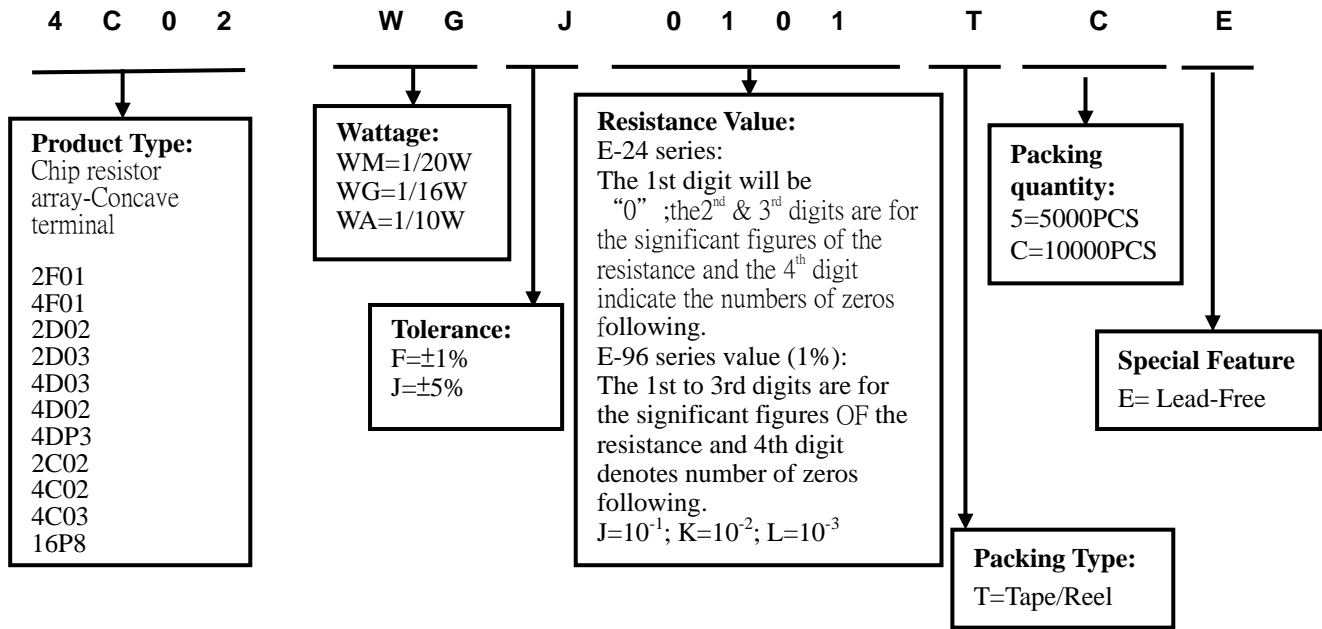 4 C 0 2 W G J 0 1 0 1 T C E
Product Type:
Chip resistor
array-Concave
terminal
2F01
4F01
2D02
2D03
4D03
4D02
4DP3
2C02
4C02
4C03
16P8
Wattage:
WM=1/20W
WG=1/16W
WA=1/10W
Tolerance:
F=±1%
J=±5%
Resistance Value:
E-24 series:
The 1st digit will be
“0” ;the2nd & 3rd digits are for
the significant figures of the
resistance and the 4th digit
indicate the numbers of zeros
following.
E-96 series value (1%):
The 1st to 3rd digits are for
the significant figures OF the
resistance and 4th digit
denotes number of zeros
following.
J=10-1; K=10-2; L=10-3
Packing
quantity:
5=5000PCS
C=10000PCS
Special Feature
E= Lead-Free
Packing Type:
T=Tape/Reel